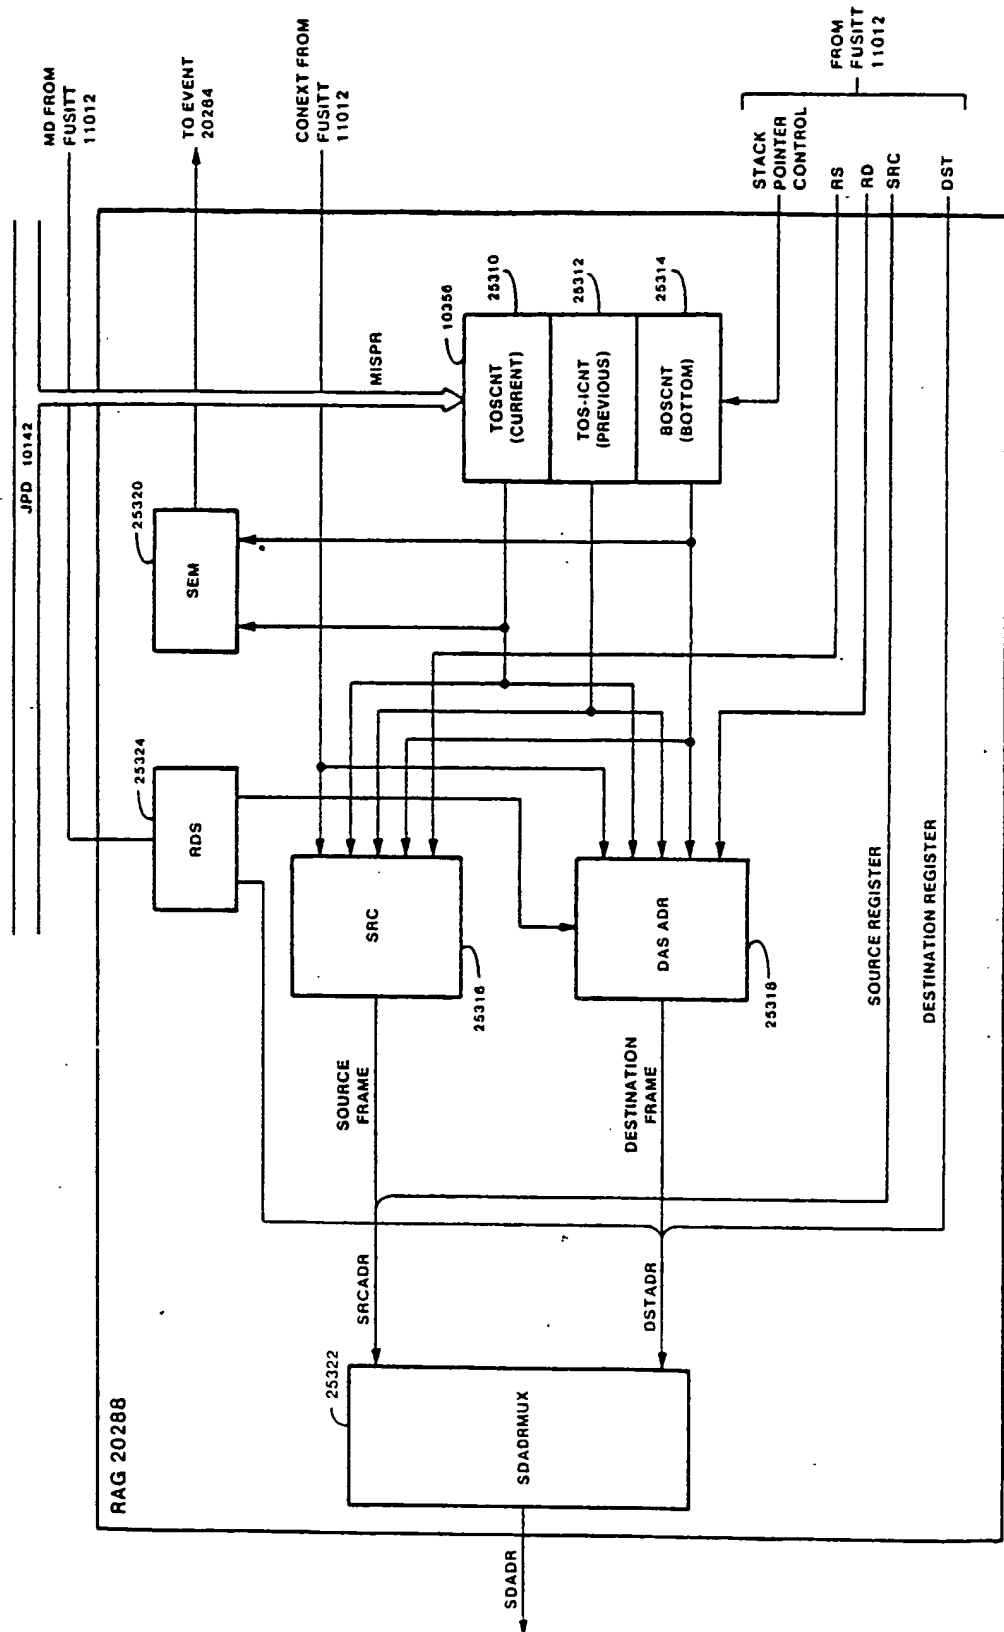 JPD 10142
MD FROM
FUSITT
11012
TO EVENT
20284
CONEXT FROM
FUSITT
11012
RAG 20288
RDS
25324
SEM
25320
MISPR
10356
TOSCNT
(CURRENT)
25310
TOS-ICNT
(PREVIOUS)
25312
BOSCNT
(BOTTOM)
25314
SRC
25316
DAS ADR
25318
SOURCE
FRAME
DESTINATION
FRAME
SRCADR
DSTADR
25322
SDADRMUX
SDADR
SOURCE REGISTER
DESTINATION REGISTER
STACK
POINTER
CONTROL
RS
RD
SRC
DST
FROM
FUSITT
11012